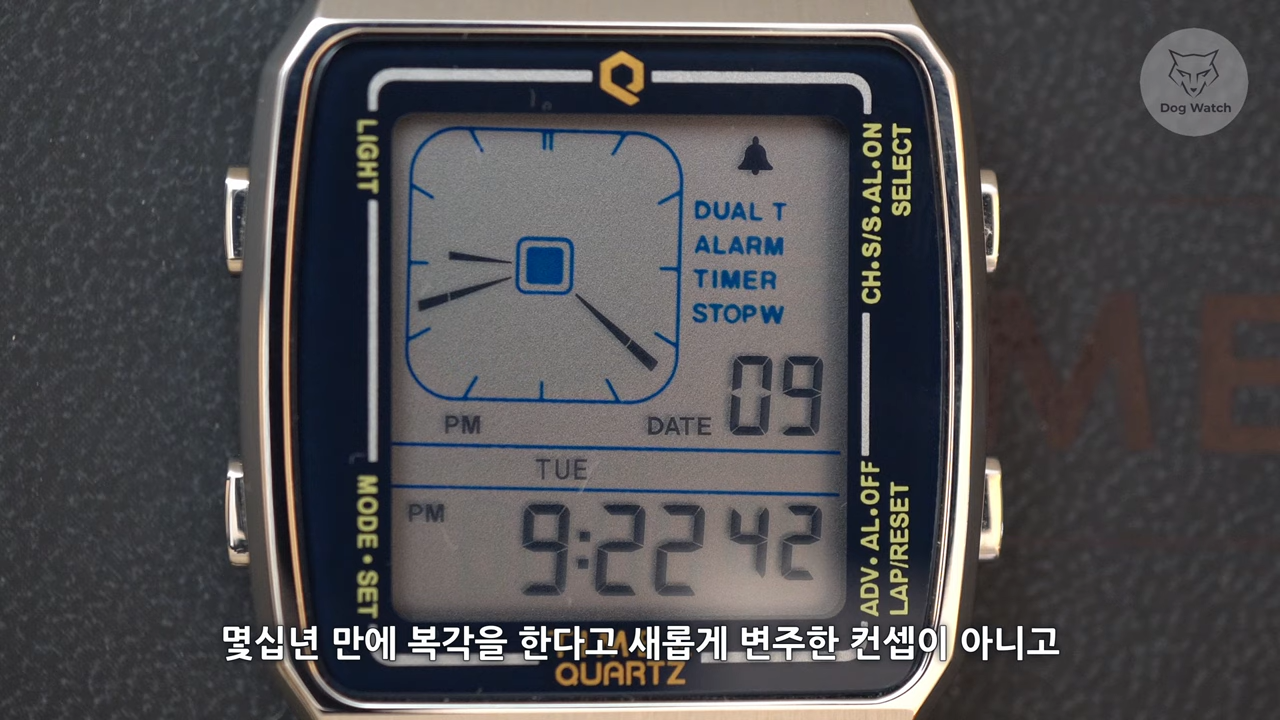 Q
Dog Watch
LIGHT
MODE • SET
CH.S/S.AL.ON
SELECT
ADV. AL.OFF
LAP/RESET
DUAL T
ALARM
TIMER
STOPW
PM
DATE 09
TUE
PM 9:22 42
몇십년 만에 복각을 한다고 새롭게 변주한 컨셉이 아니고
QUARTZ